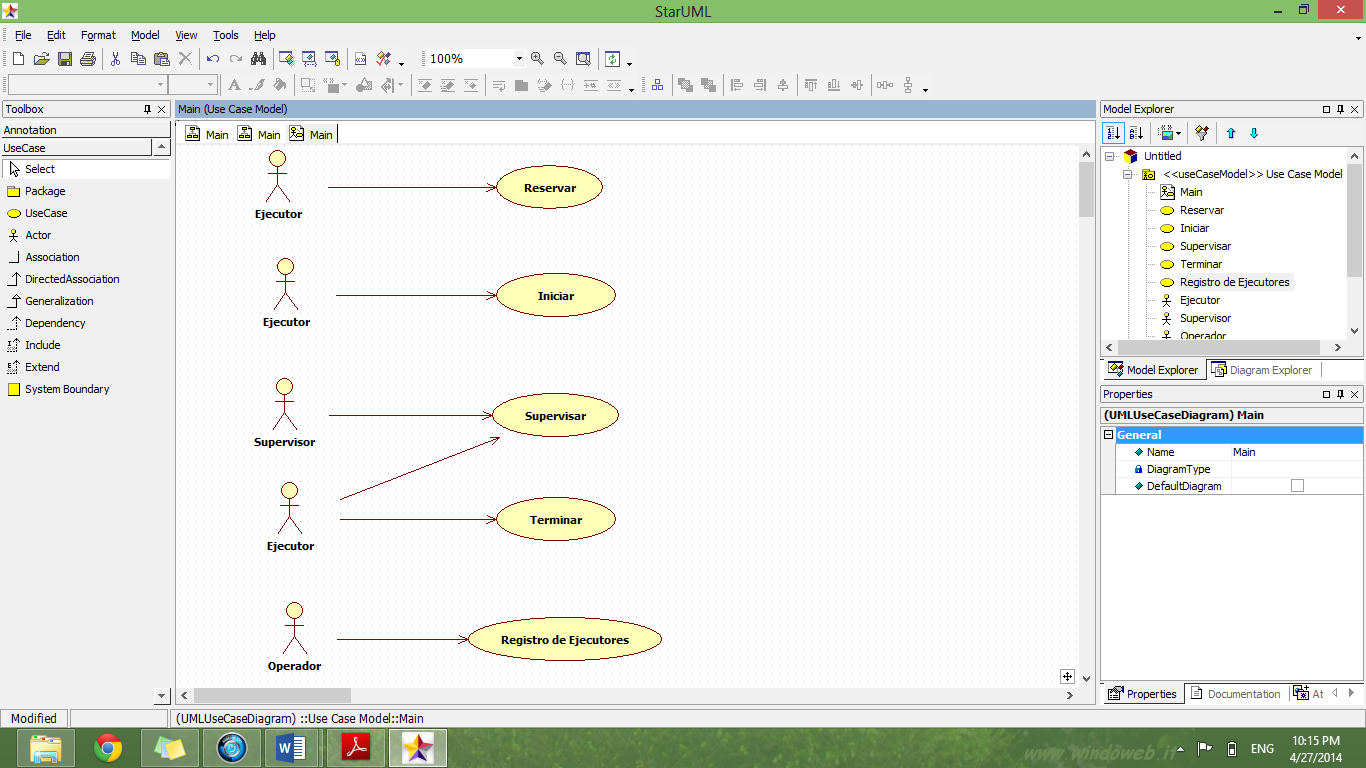 StarUML
File Edit Format Model View Tools Help
100%
Toolbox
Annotation
UseCase
Select
Package
UseCase
Actor
Association
DirectedAssociation
Generalization
Dependency
Include
Extend
System Boundary
Main (Use Case Model)
Main Main Main
Ejecutor
Reservar
Ejecutor
Iniciar
Supervisor
Supervisar
Ejecutor
Terminar
Operador
Registro de Ejecutores
Model Explorer
Untitled
<<useCaseModel>> Use Case Model
Main
Reservar
Iniciar
Supervisar
Terminar
Registro de Ejecutores
Ejecutor
Supervisor
Operador
Model Explorer Diagram Explorer
Properties
(UMLUseCaseDiagram) Main
General
Name Main
DiagramType
DefaultDiagram
Properties Documentation At
Modified
(UMLUseCaseDiagram) ::Use Case Model::Main
www.Windoweb.it
ENG
10:15 PM
4/27/2014